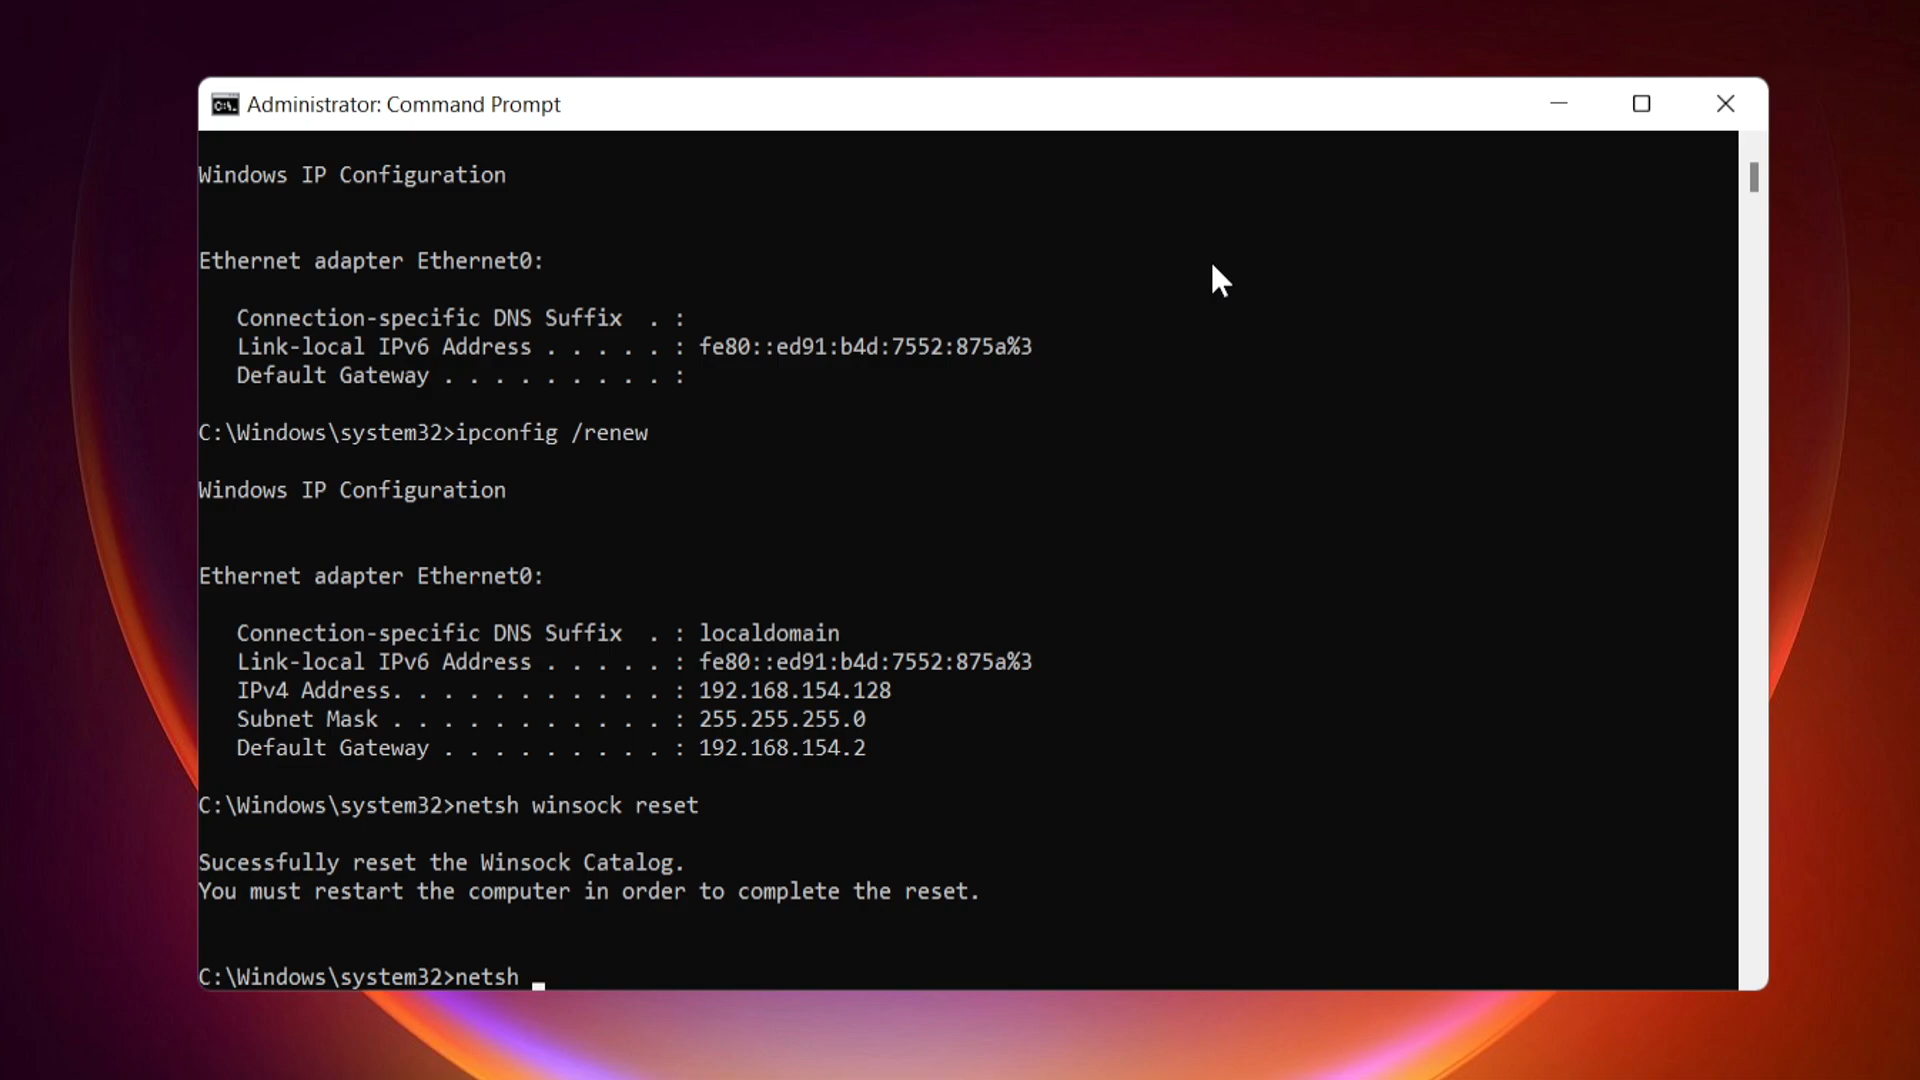 Administrator: Command Prompt
Windows IP Configuration
Ethernet adapter Ethernet0:
Connection-specific DNS Suffix . :
Link-local IPv6 Address . . . . . : fe80::ed91:b4d:7552:875a%3
Default Gateway . . . . . . . . . :
C:\Windows\system32>ipconfig /renew
Windows IP Configuration
Ethernet adapter Ethernet0:
Connection-specific DNS Suffix . : localdomain
Link-local IPv6 Address . . . . . : fe80::ed91:b4d:7552:875a%3
IPv4 Address. . . . . . . . . . . : 192.168.154.128
Subnet Mask . . . . . . . . . . . : 255.255.255.0
Default Gateway . . . . . . . . . : 192.168.154.2
C:\Windows\system32>netsh winsock reset
Sucessfully reset the Winsock Catalog.
You must restart the computer in order to complete the reset.
C:\Windows\system32>netsh